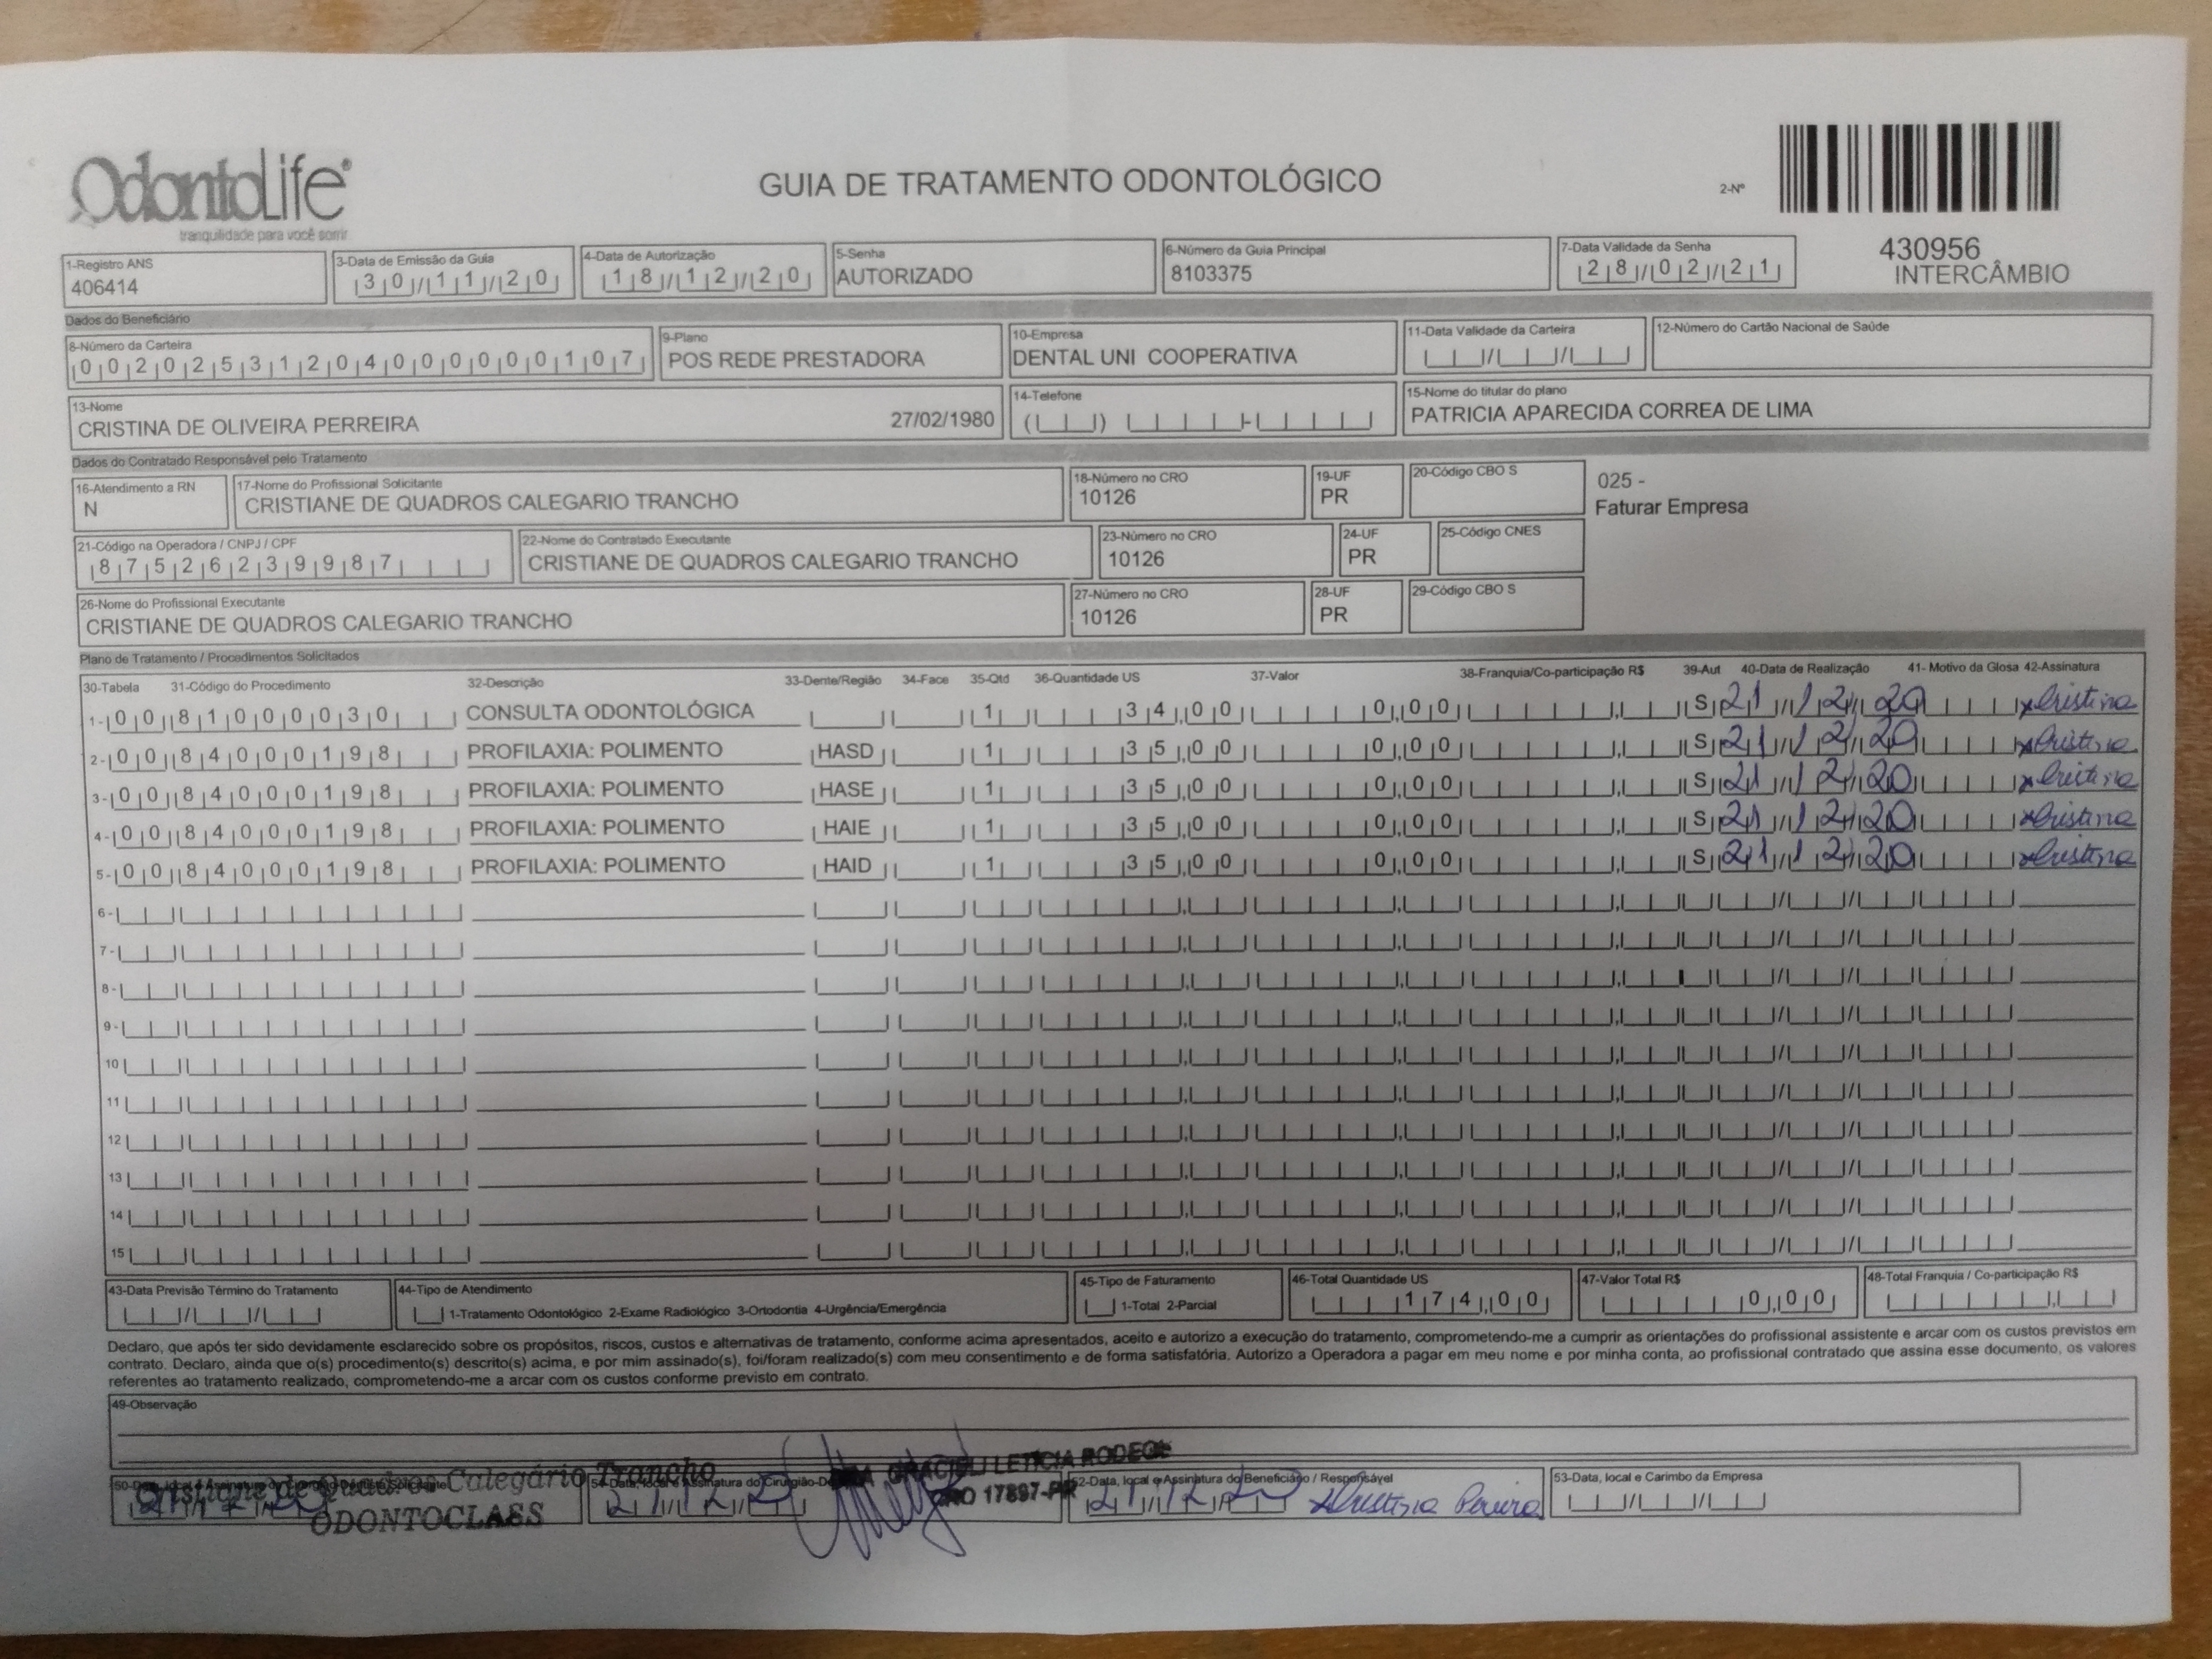 OdontoLife®
tranquilidade para você sorrir
GUIA DE TRATAMENTO ODONTOLÓGICO
2-Nº
430956
INTERCÂMBIO
1-Registro ANS
406414
3-Data de Emissão da Guia
30/11/20
4-Data de Autorização
18/12/20
5-Senha
AUTORIZADO
6-Número da Guia Principal
8103375
7-Data Validade da Senha
28/02/21
Dados do Beneficiário
8-Número da Carteira
00202531204000000107
9-Plano
POS REDE PRESTADORA
10-Empresa
DENTAL UNI COOPERATIVA
11-Data Validade da Carteira
12-Número do Cartão Nacional de Saúde
13-Nome
CRISTINA DE OLIVEIRA PERREIRA 27/02/1980
14-Telefone
15-Nome do titular do plano
PATRICIA APARECIDA CORREA DE LIMA
Dados do Contratado Responsável pelo Tratamento
16-Atendimento a RN
N
17-Nome do Profissional Solicitante
CRISTIANE DE QUADROS CALEGARIO TRANCHO
18-Número no CRO
10126
19-UF
PR
20-Código CBO S
025 -
Faturar Empresa
21-Código na Operadora / CNPJ / CPF
87526239987
22-Nome do Contratado Executante
CRISTIANE DE QUADROS CALEGARIO TRANCHO
23-Número no CRO
10126
24-UF
PR
25-Código CNES
26-Nome do Profissional Executante
CRISTIANE DE QUADROS CALEGARIO TRANCHO
27-Número no CRO
10126
28-UF
PR
29-Código CBO S
Plano de Tratamento / Procedimentos Solicitados
30-Tabela 31-Código do Procedimento 32-Descrição 33-Dente/Região 34-Face 35-Qtd 36-Quantidade US 37-Valor 38-Franquia/Co-participação R$ 39-Aut 40-Data de Realização 41- Motivo da Glosa 42-Assinatura
1- 00 81000030 CONSULTA ODONTOLÓGICA 1 34,00 0,00 S 21/12/20 x Cristina
2- 00 84000198 PROFILAXIA: POLIMENTO HASD 1 35,00 0,00 S 21/12/20 x Cristina
3- 00 84000198 PROFILAXIA: POLIMENTO HASE 1 35,00 0,00 S 21/12/20 x Cristina
4- 00 84000198 PROFILAXIA: POLIMENTO HAIE 1 35,00 0,00 S 21/12/20 x Cristina
5- 00 84000198 PROFILAXIA: POLIMENTO HAID 1 35,00 0,00 S 21/12/20 x Cristina
6-
7-
8-
9-
10
11
12
13
14
15
43-Data Previsão Término do Tratamento
44-Tipo de Atendimento
1-Tratamento Odontológico 2-Exame Radiológico 3-Ortodontia 4-Urgência/Emergência
45-Tipo de Faturamento
1-Total 2-Parcial
46-Total Quantidade US
174,00
47-Valor Total R$
0,00
48-Total Franquia / Co-participação R$
Declaro, que após ter sido devidamente esclarecido sobre os propósitos, riscos, custos e alternativas de tratamento, conforme acima apresentados, aceito e autorizo a execução do tratamento, comprometendo-me a cumprir as orientações do profissional assistente e arcar com os custos previstos em
contrato. Declaro, ainda que o(s) procedimento(s) descrito(s) acima, e por mim assinado(s), foi/foram realizado(s) com meu consentimento e de forma satisfatória. Autorizo a Operadora a pagar em meu nome e por minha conta, ao profissional contratado que assina esse documento, os valores
referentes ao tratamento realizado, comprometendo-me a arcar com os custos conforme previsto em contrato.
49-Observação
Cristiane de Quadros Calegário Trancho
ODONTOCLASS
21/12/20
GRACIELI LETICIA RODEGE
CRO 17897-PR
52-Data, local e Assinatura do Beneficiário / Responsável
21/12/20 x Cristina Pereira
53-Data, local e Carimbo da Empresa